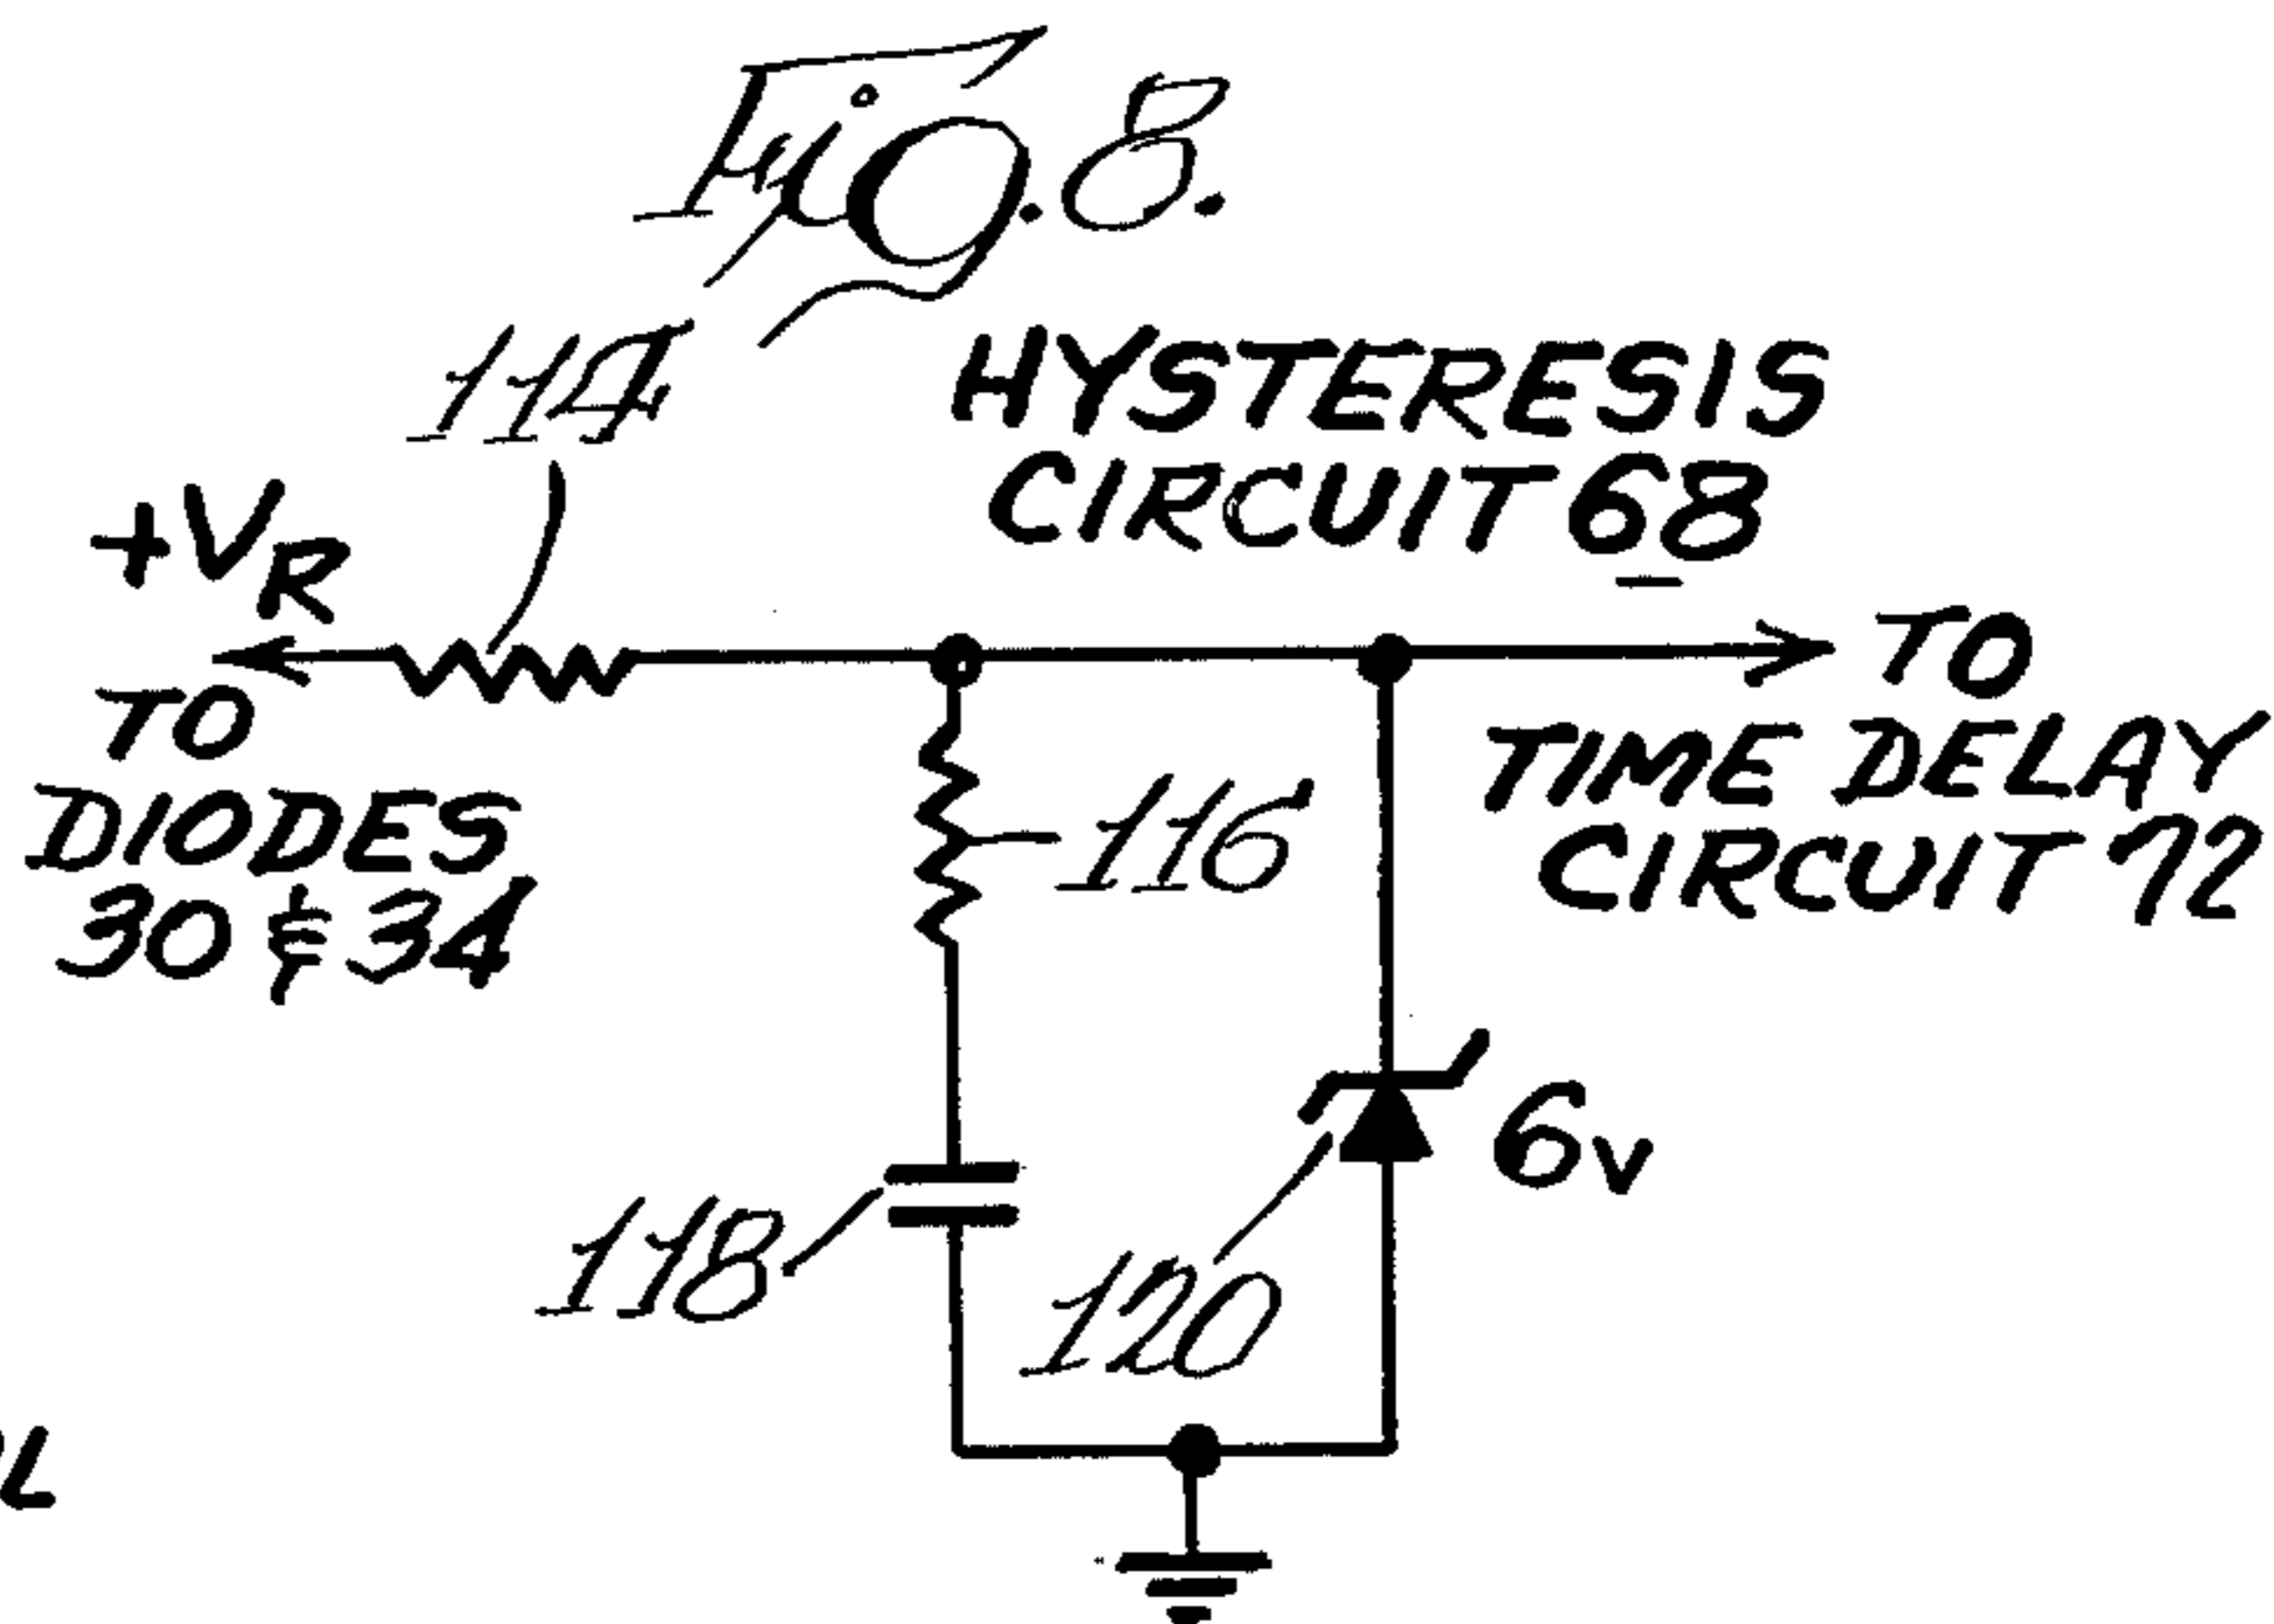 Fig. 8.
114
HYSTERESIS
CIRCUIT 68
+VR
TO
DIODES
30 & 34
TO
TIME DELAY
CIRCUIT 72
116
6v
118
120
L